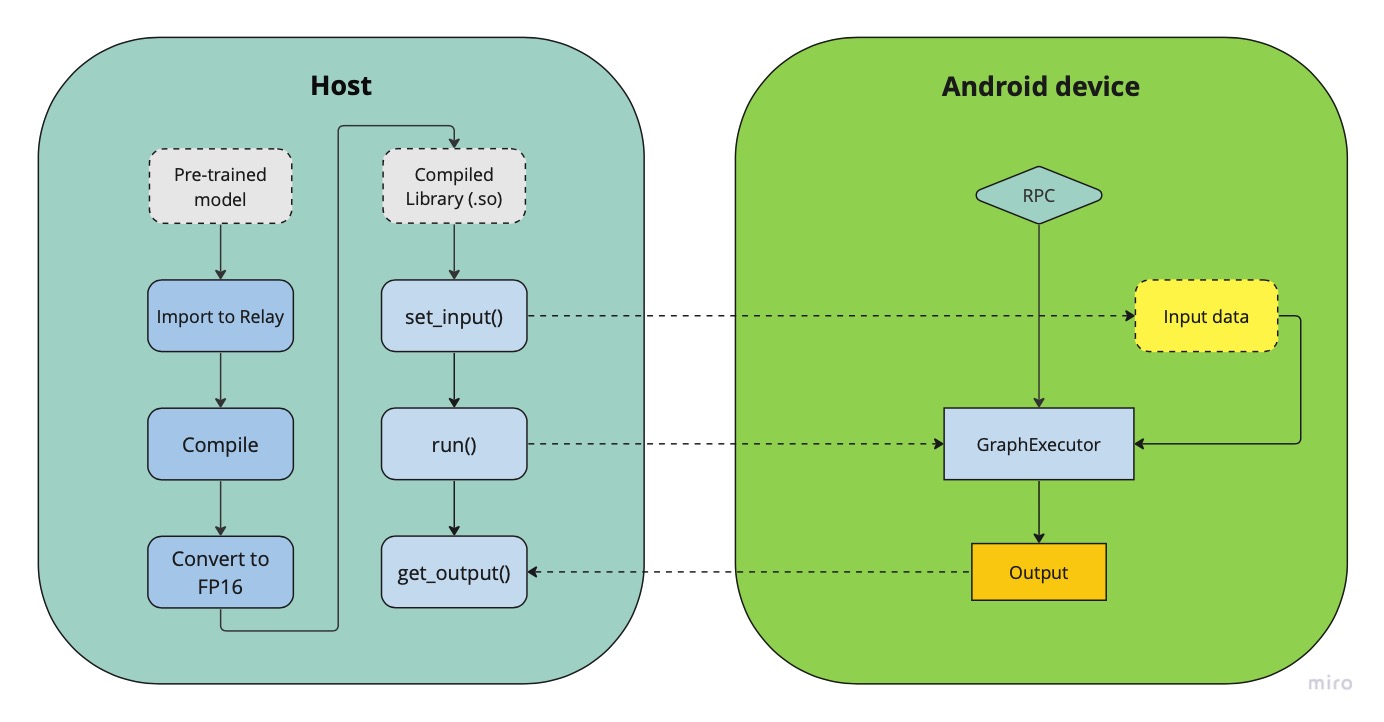 Host
Pre-trained
model
Import to Relay
Compile
Convert to
FP16
Compiled
Library (.so)
set_input()
run()
get_output()
Android device
RPC
Input data
GraphExecutor
Output
miro